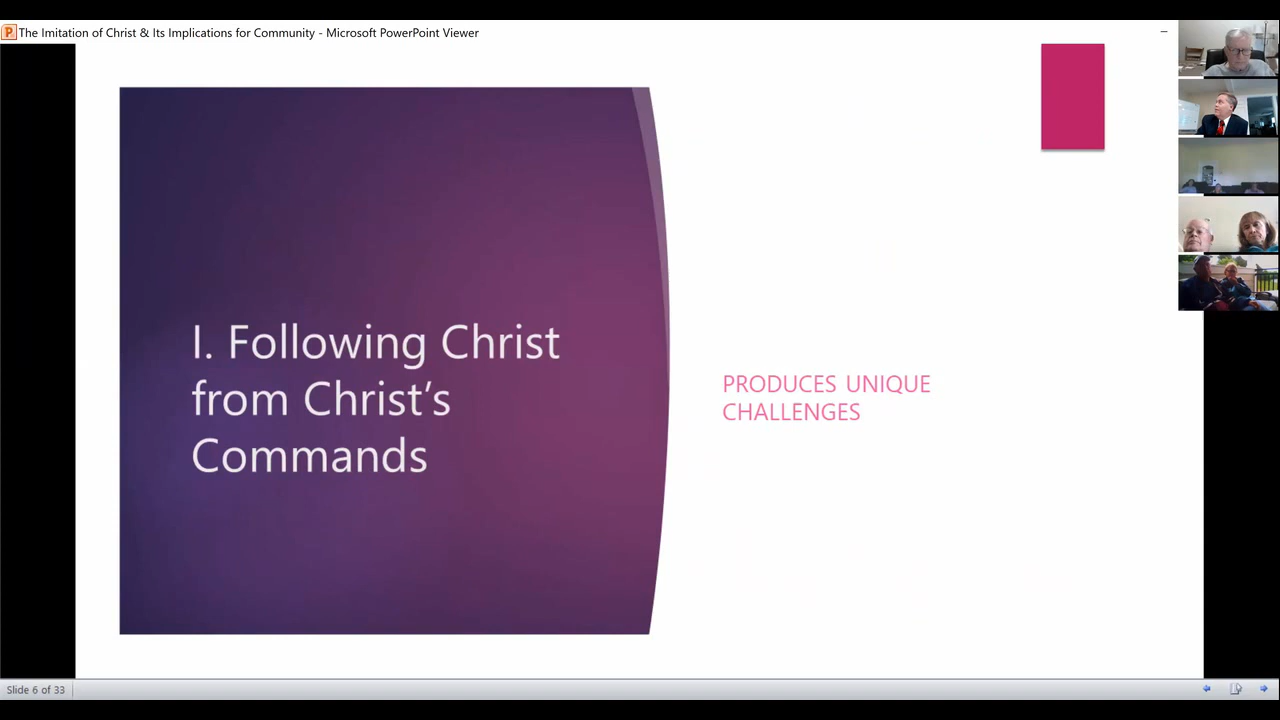 The Imitation of Christ & Its Implications for Community - Microsoft PowerPoint Viewer
I. Following Christ
from Christ's
Commands
PRODUCES UNIQUE
CHALLENGES
Slide 6 of 33